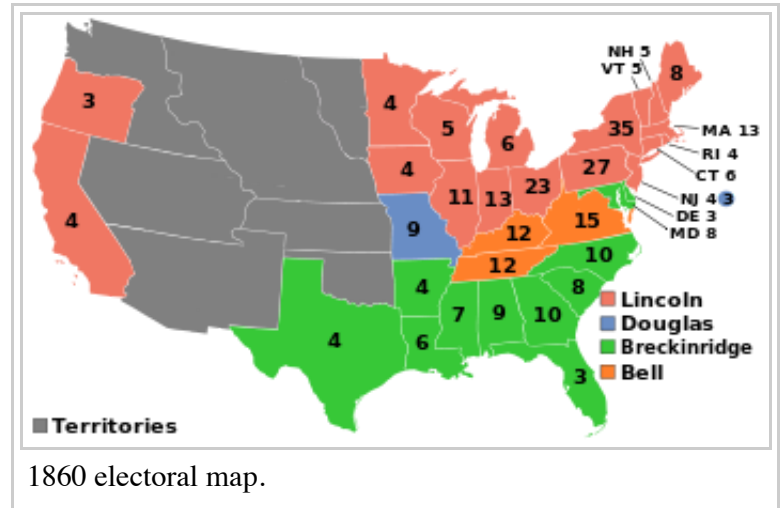 NH 5
VT 5
8
3
4
5
6
35
MA 13
27
RI 4
4
CT 6
11
13
23
NJ 4 3
4
9
12
15
DE 3
MD 8
12
10
4
8
7
9
10
4
6
3
Lincoln
Douglas
Breckinridge
Bell
Territories
1860 electoral map.